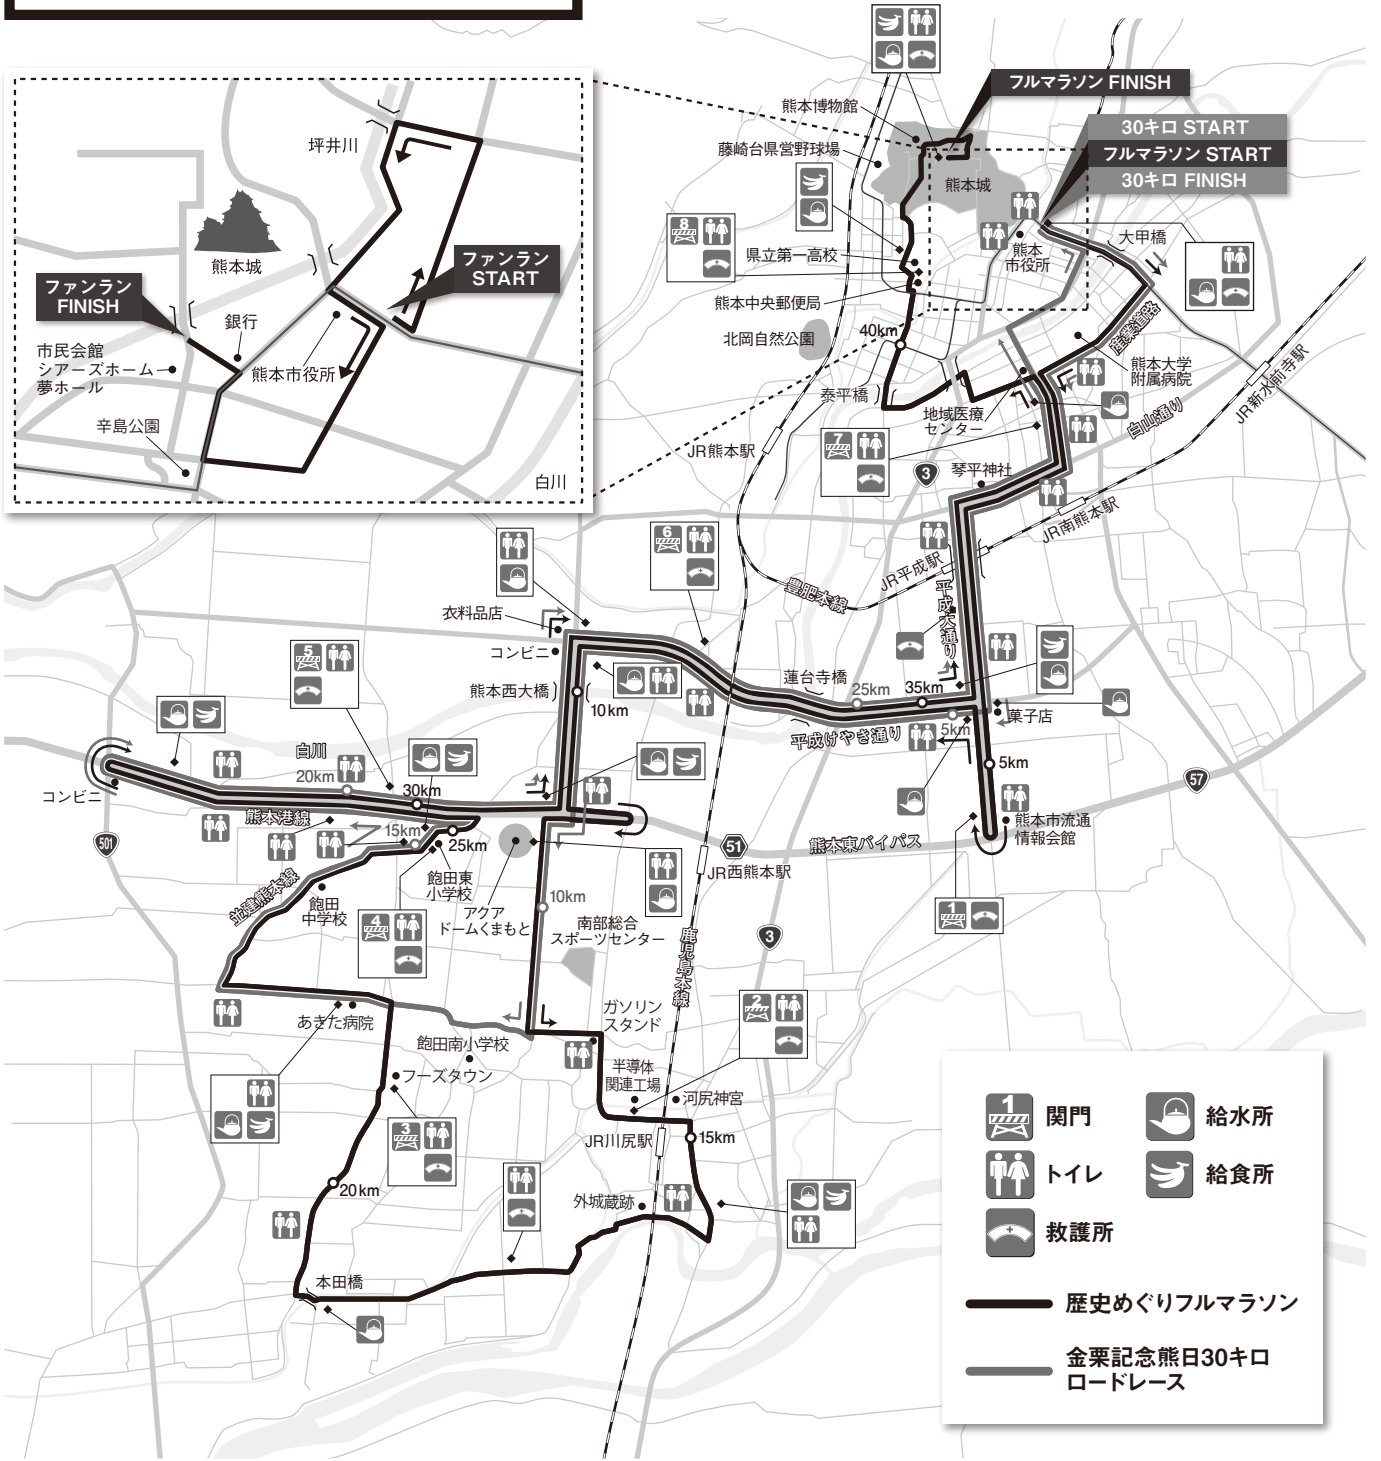 坪井川
熊本城
ファンラン
START
ファンラン
FINISH
銀行
市民会館
シアーズホーム
夢ホール
熊本市役所
辛島公園
白川
フルマラソン FINISH
30キロ START
フルマラソン START
30キロ FINISH
熊本博物館
藤崎台県営野球場
熊本城
8
熊本
市役所
大甲橋
県立第一高校
熊本中央郵便局
40km
北岡自然公園
産業道路
熊本大学
附属病院
JR新水前寺駅
泰平橋
地域医療
センター
白山通り
JR熊本駅
7
3
琴平神社
JR南熊本駅
6
JR平成駅
豊肥本線
平成大通り
衣料品店
コンビニ
5
蓮台寺橋
25km
35km
熊本西大橋
10km
菓子店
平成けやき通り
5km
5km
57
白川
20km
30km
コンビニ
熊本港線
15km
25km
501
51
熊本東バイパス
熊本市流通
情報会館
JR西熊本駅
飽田東
小学校
並建熊本線
飽田
中学校
アクア
ドームくまもと
10km
4
南部総合
スポーツセンター
鹿児島本線
3
1
2
あきた病院
ガソリン
スタンド
飽田南小学校
フーズタウン
半導体
関連工場
河尻神宮
3
JR川尻駅
15km
20km
外城蔵跡
本田橋
1
関門
給水所
トイレ
給食所
救護所
歴史めぐりフルマラソン
金栗記念熊日30キロ
ロードレース